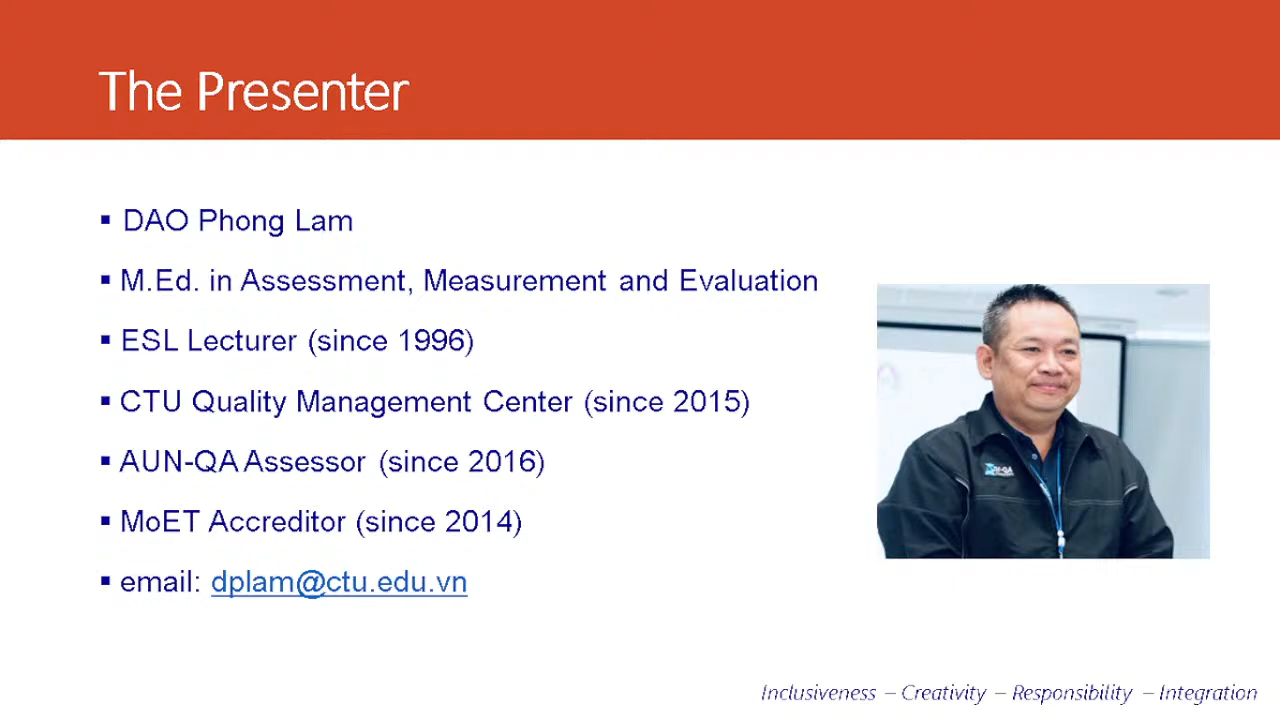 The Presenter
▪ DAO Phong Lam
▪ M.Ed. in Assessment, Measurement and Evaluation
▪ ESL Lecturer (since 1996)
▪ CTU Quality Management Center (since 2015)
▪ AUN-QA Assessor (since 2016)
▪ MoET Accreditor (since 2014)
▪ email: dplam@ctu.edu.vn
Inclusiveness – Creativity – Responsibility – Integration